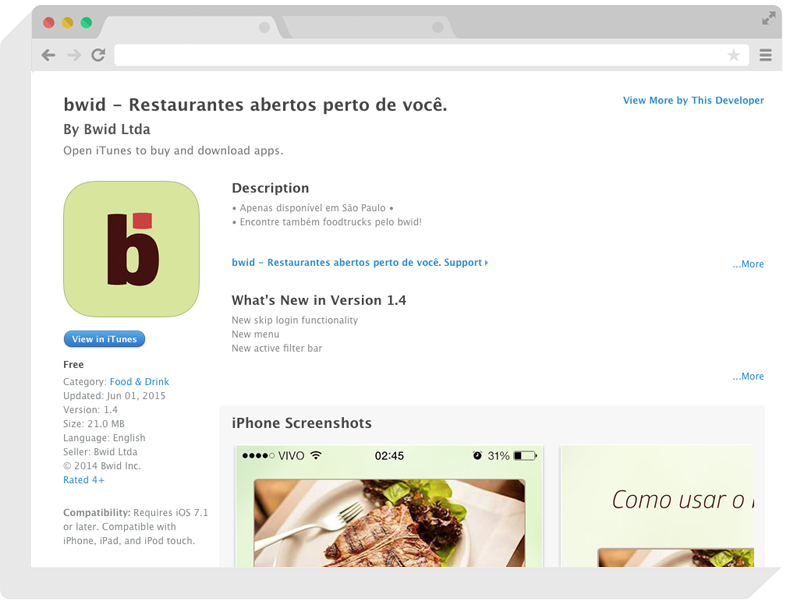 bwid – Restaurantes abertos perto de você.
View More by This Developer
By Bwid Ltda
Open iTunes to buy and download apps.
b
View in iTunes
Free
Category: Food & Drink
Updated: Jun 01, 2015
Version: 1.4
Size: 21.0 MB
Language: English
Seller: Bwid Ltda
© 2014 Bwid Inc.
Rated 4+
Compatibility: Requires iOS 7.1
or later. Compatible with
iPhone, iPad, and iPod touch.
Description
• Apenas disponível em São Paulo •
• Encontre também foodtrucks pelo bwid!
bwid – Restaurantes abertos perto de você. Support
...More
What's New in Version 1.4
New skip login functionality
New menu
New active filter bar
...More
iPhone Screenshots
VIVO 02:45 31%
Como usar o